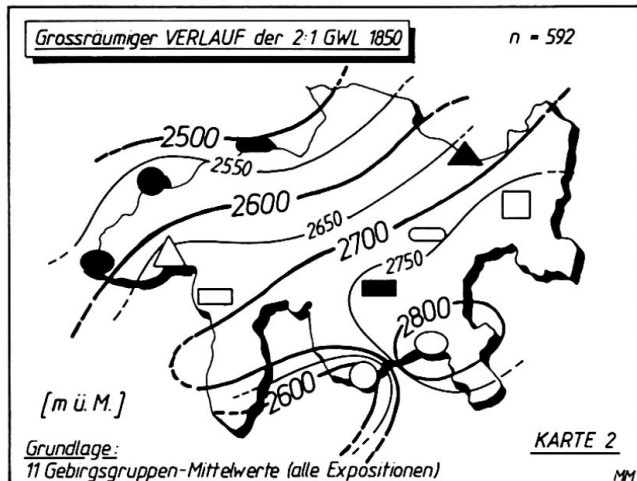 Grossräumiger VERLAUF der 2:1 GWL 1850
n = 592
2500
2550
2600
2650
2700
2750
2800
2600
[m ü. M.]
Grundlage:
11 Gebirgsgruppen-Mittelwerte (alle Expositionen)
KARTE 2
MM